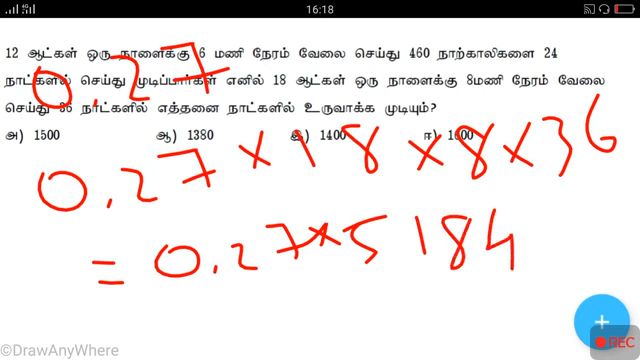 16:18
12 ஆட்கள் ஒரு நாளைக்கு 6 மணி நேரம் வேலை செய்து 460 நாற்காலிகளை 24
நாட்களில் செய்து முடிப்பார்கள் எனில் 18 ஆட்கள் ஒரு நாளைக்கு 8மணி நேரம் வேலை
செய்து 36 நாட்களில் எத்தனை நாட்களில் உருவாக்க முடியும்?
அ) 1500 ஆ) 1380 இ) 1400 ஈ) 1600
0.27
0.27 × 18 × 8 × 36
= 0.27 × 5184
REC
©DrawAnyWhere